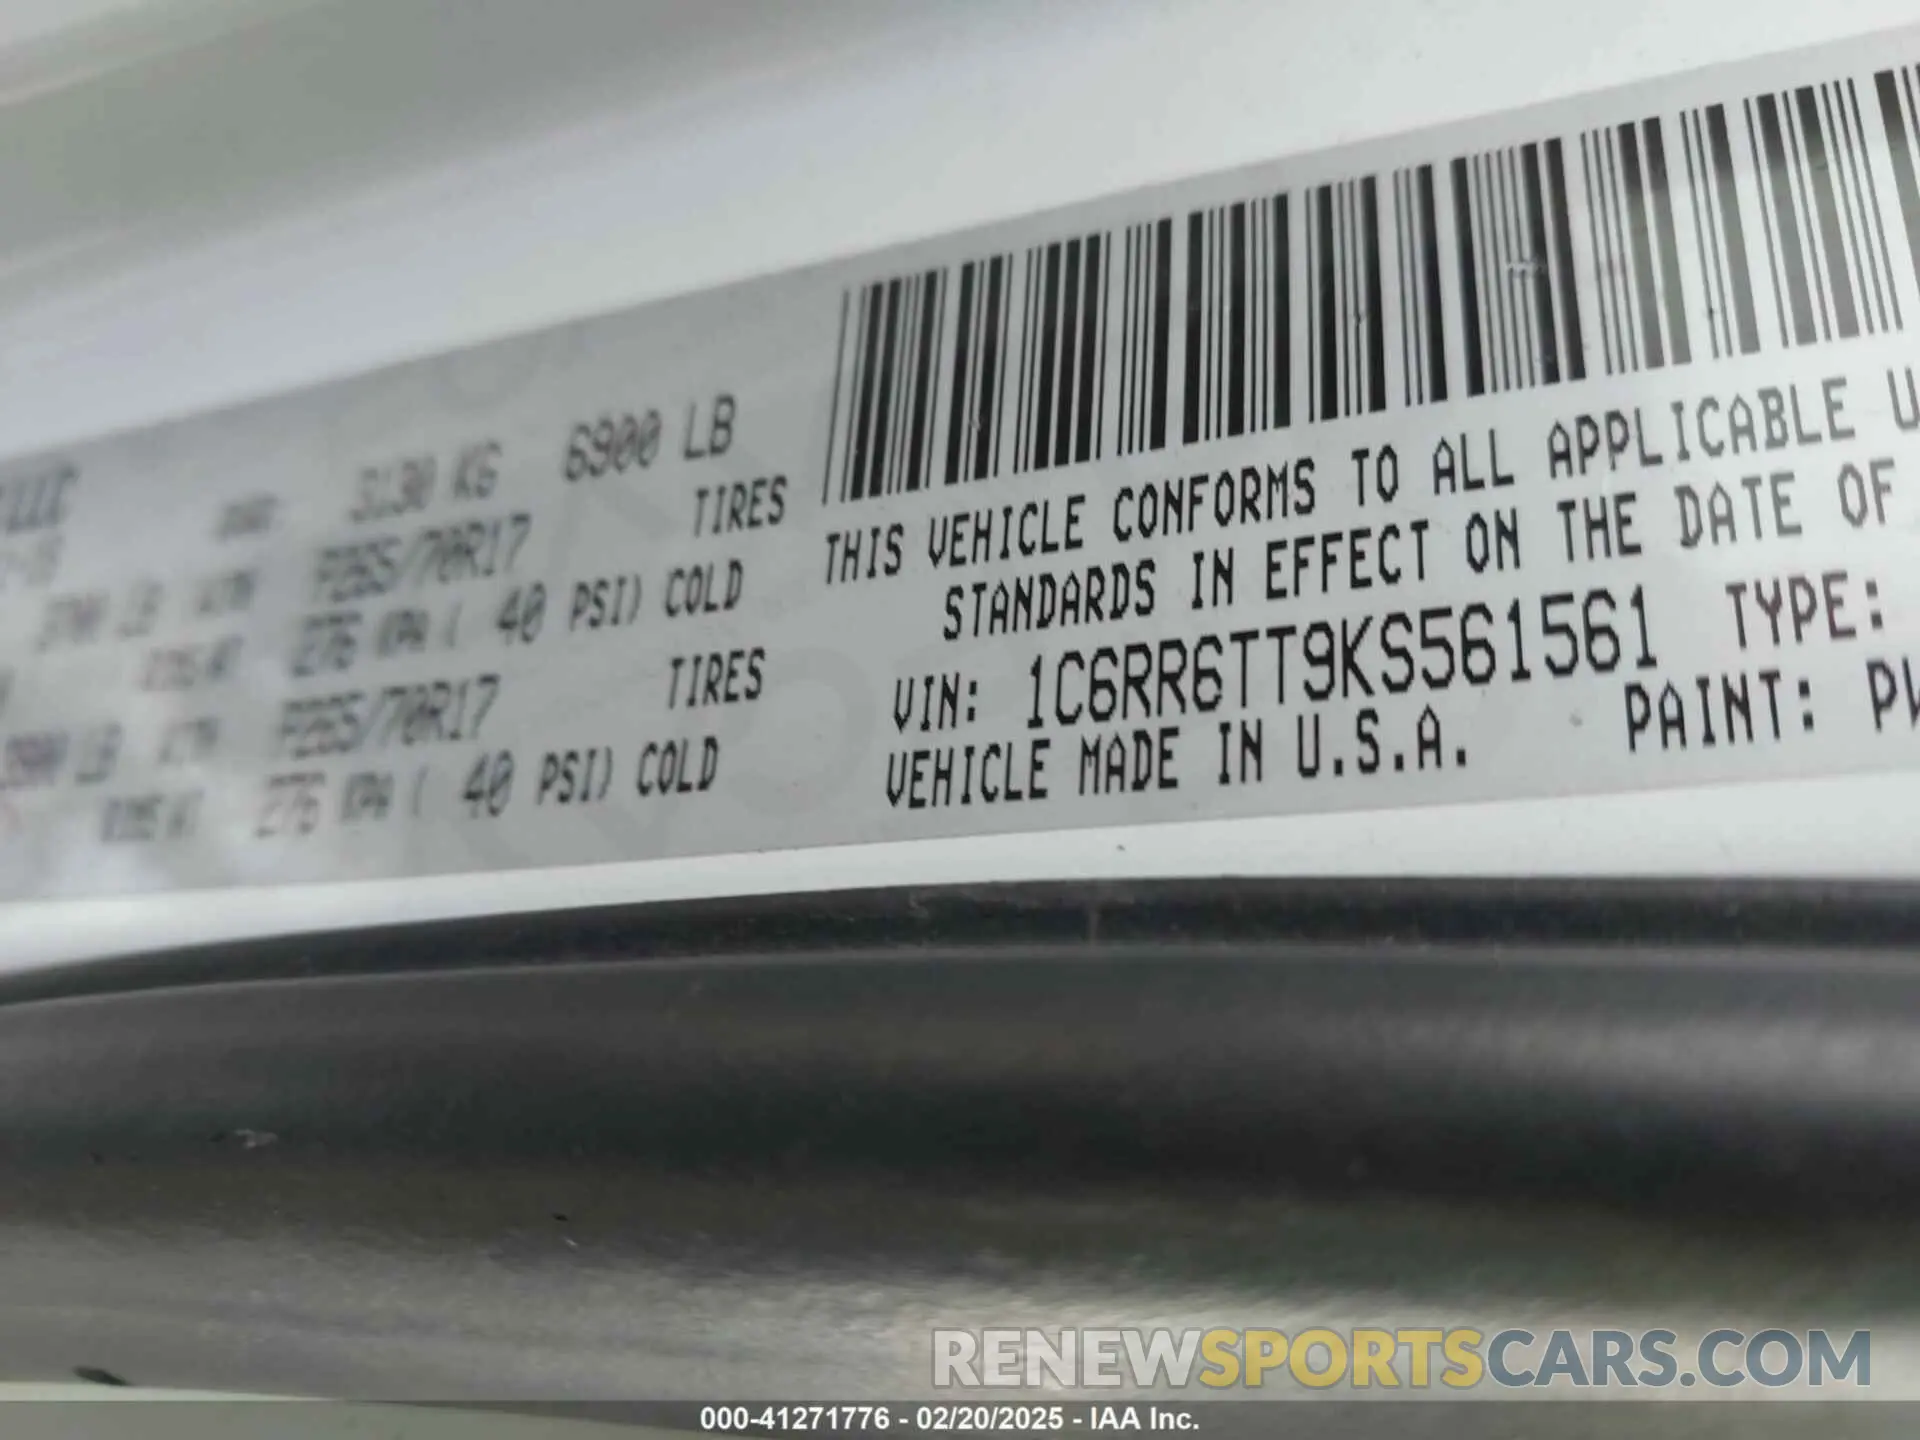 3130 KG 6900 LB
TIRES
P265/70R17
276 KPA ( 40 PSI) COLD
TIRES
P265/70R17
276 KPA ( 40 PSI) COLD
THIS VEHICLE CONFORMS TO ALL APPLICABLE U
STANDARDS IN EFFECT ON THE DATE OF
VIN: 1C6RR6TT9KS561561 TYPE:
VEHICLE MADE IN U.S.A. PAINT: PW
RENEWSPORTSCARS.COM
000-41271776 - 02/20/2025 - IAA Inc.